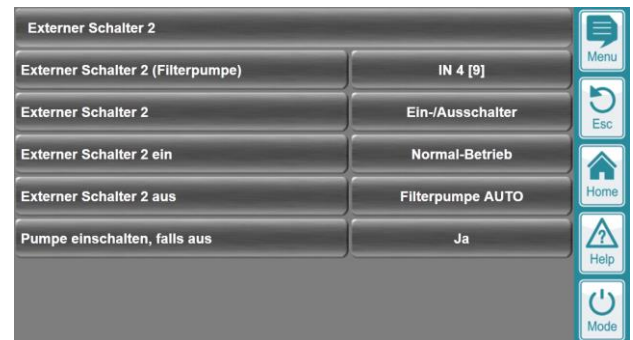 Externer Schalter 2
Menu
Externer Schalter 2 (Filterpumpe) IN 4 [9]
Externer Schalter 2 Ein-/Ausschalter
Esc
Externer Schalter 2 ein Normal-Betrieb
Externer Schalter 2 aus Filterpumpe AUTO
Home
Pumpe einschalten, falls aus Ja
Help
Mode